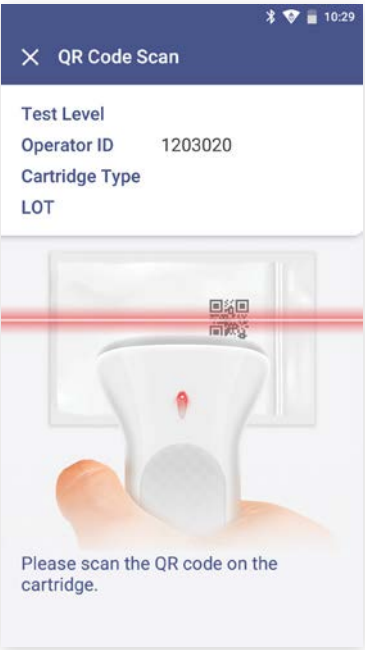 10:29
QR Code Scan
Test Level
Operator ID 1203020
Cartridge Type
LOT
Please scan the QR code on the
cartridge.